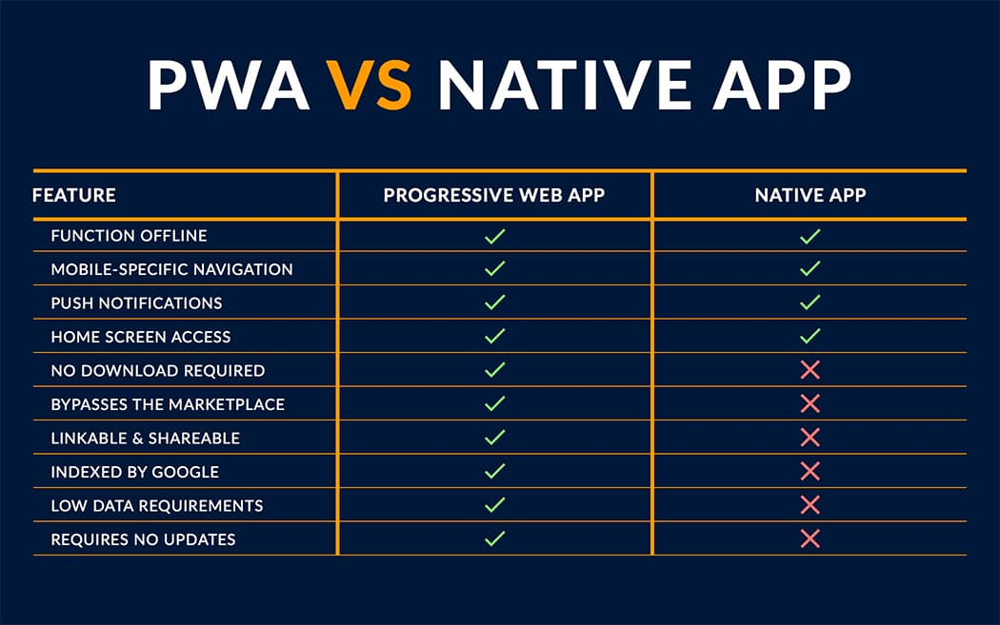 PWA VS NATIVE APP
FEATURE PROGRESSIVE WEB APP NATIVE APP
FUNCTION OFFLINE ✓ ✓
MOBILE-SPECIFIC NAVIGATION ✓ ✓
PUSH NOTIFICATIONS ✓ ✓
HOME SCREEN ACCESS ✓ ✓
NO DOWNLOAD REQUIRED ✓ ✕
BYPASSES THE MARKETPLACE ✓ ✕
LINKABLE & SHAREABLE ✓ ✕
INDEXED BY GOOGLE ✓ ✕
LOW DATA REQUIREMENTS ✓ ✕
REQUIRES NO UPDATES ✓ ✕